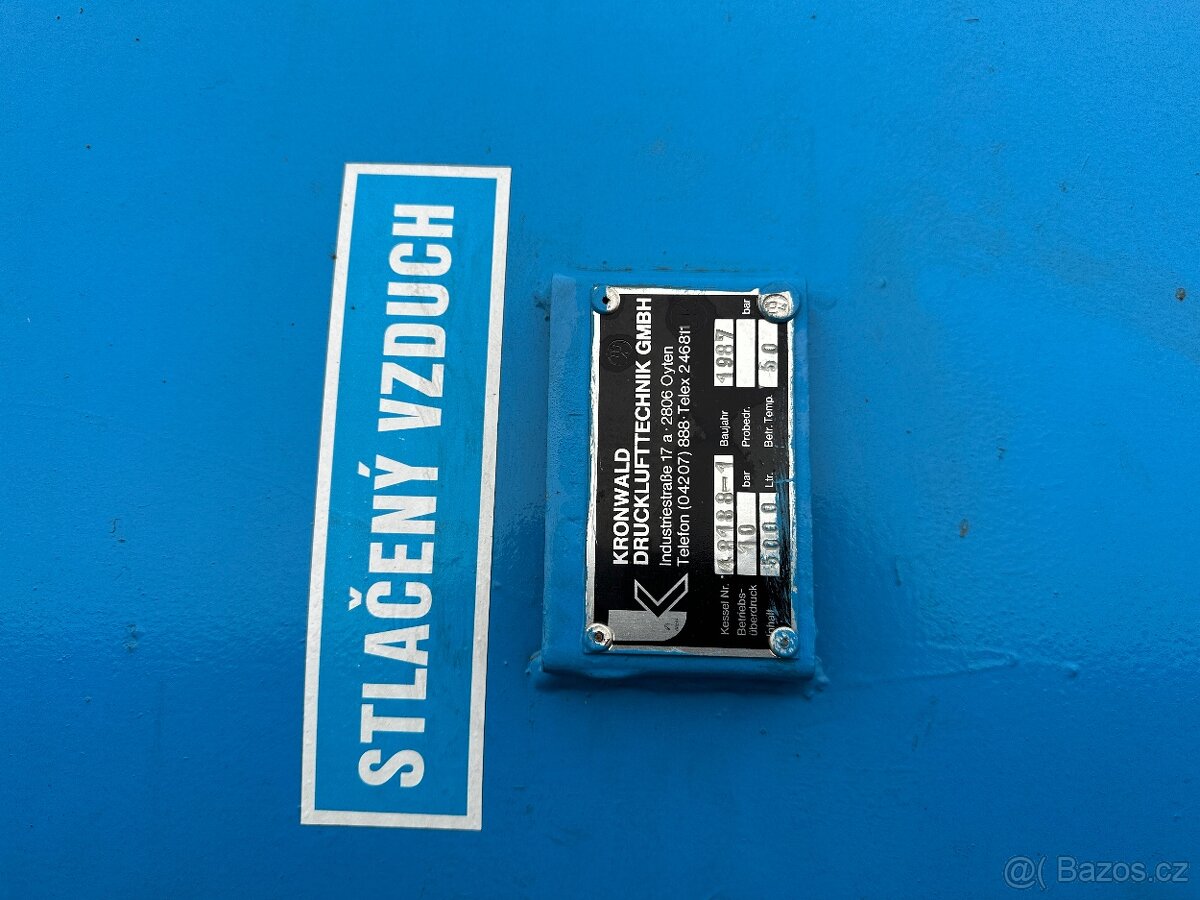 STLAČENÝ VZDUCH
KRONWALD
DRUCKLUFTTECHNIK GMBH
Industriestraße 17 a · 2806 Oyten
Telefon (04207) 888 · Telex 246811
Kessel Nr. Baujahr 1987
Betriebs-
überdruck 10 bar Probedr. bar
Inhalt 5000 Ltr. Betr. Temp. 50
@( Bazos.cz